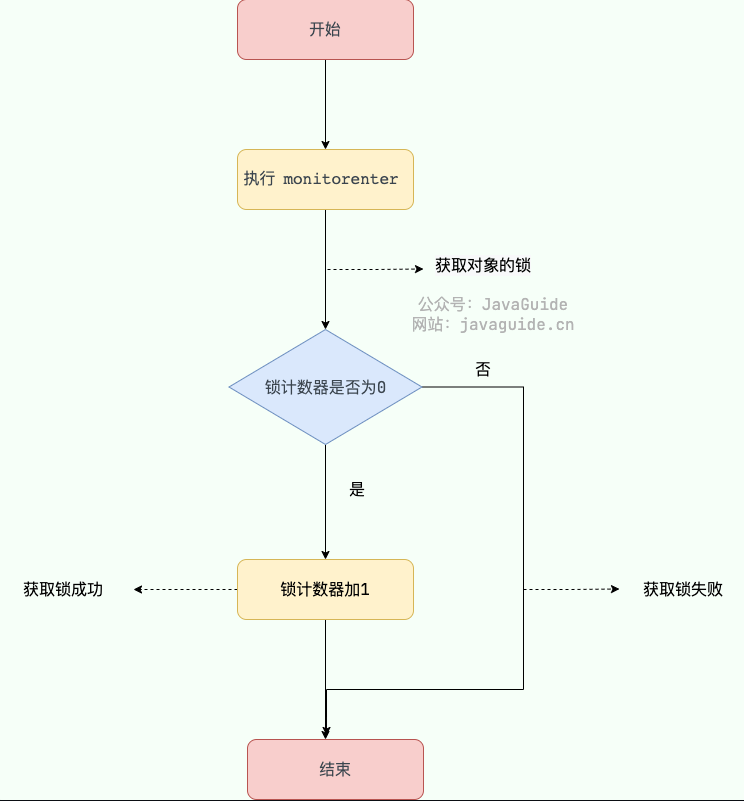 开始
执行 monitorenter
获取对象的锁
公众号：JavaGuide
网站：javaguide.cn
否
锁计数器是否为0
是
获取锁成功
锁计数器加1
获取锁失败
结束